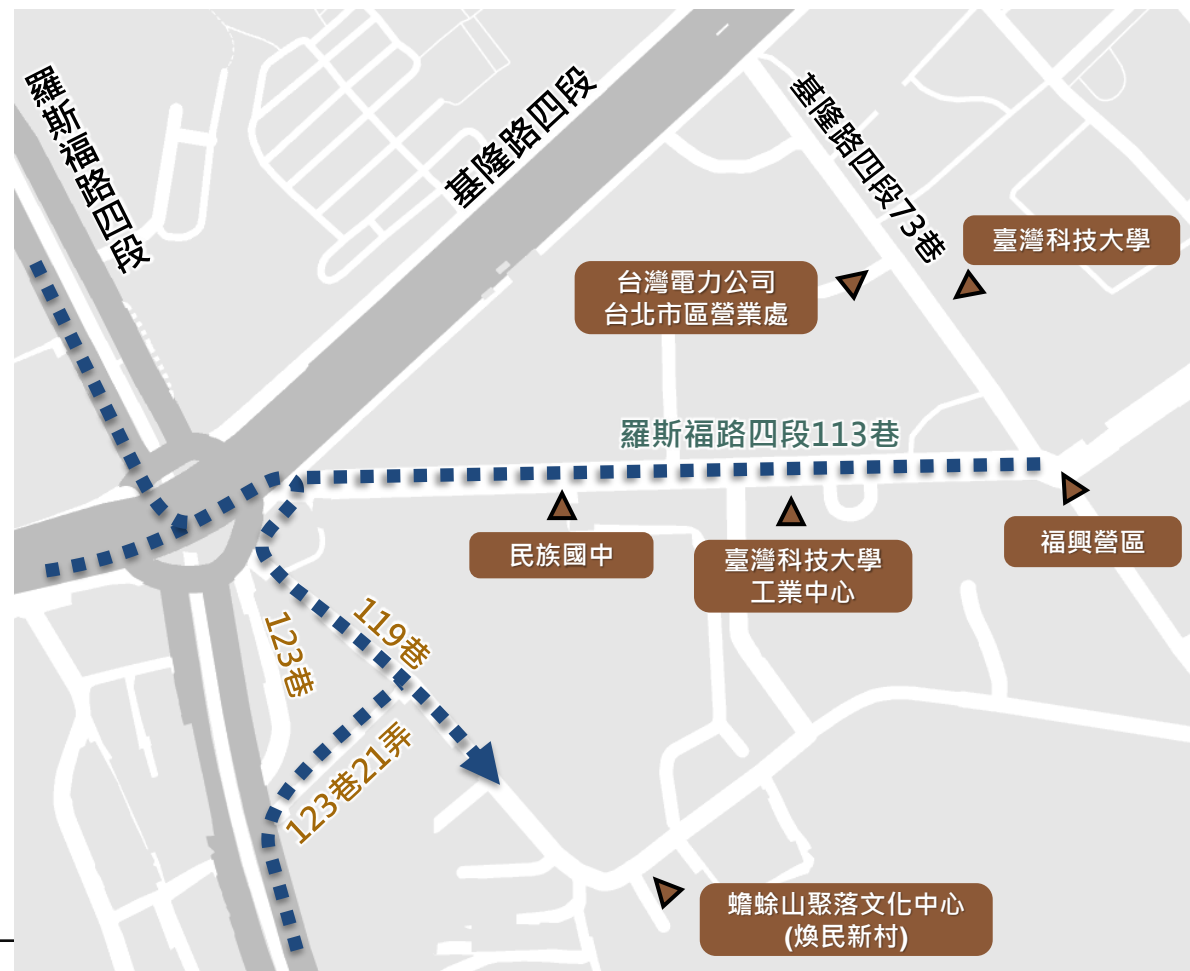 羅斯福路四段
基隆路四段
基隆路四段73巷
臺灣科技大學
台灣電力公司
台北市區營業處
羅斯福路四段113巷
民族國中
臺灣科技大學
工業中心
福興營區
119巷
123巷
123巷21弄
蟾蜍山聚落文化中心
(煥民新村)